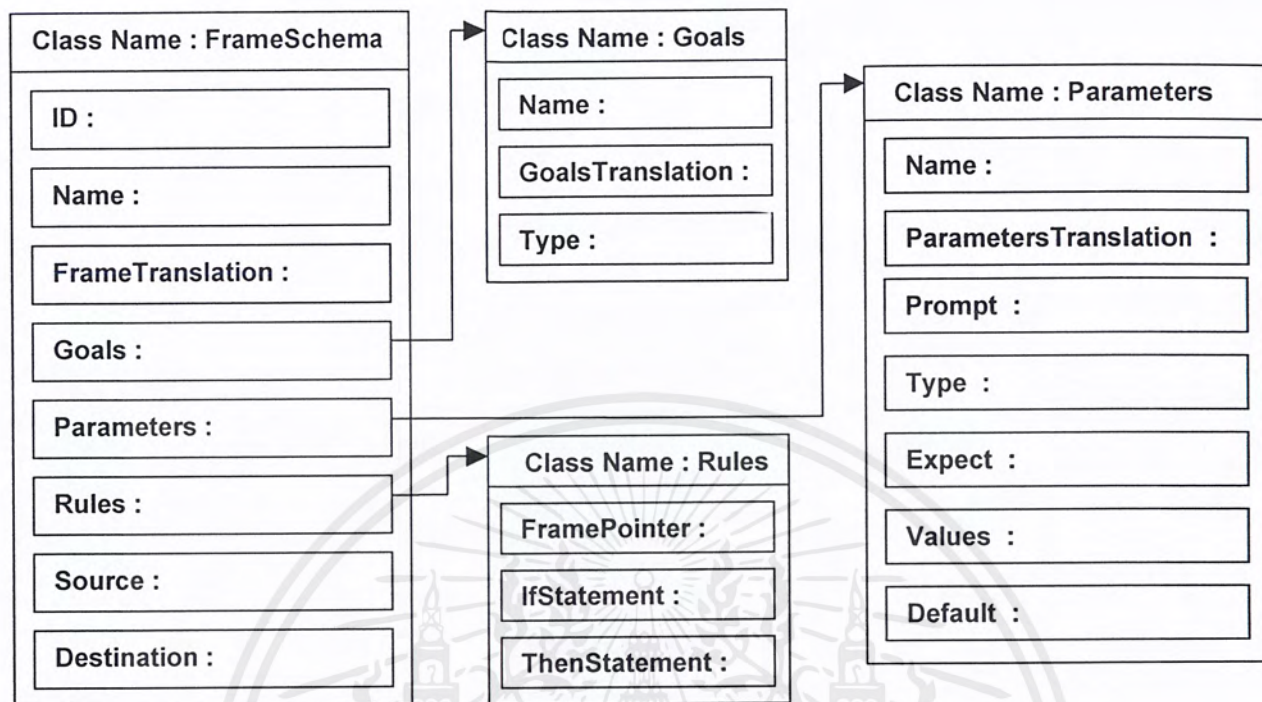 Class Name : FrameSchema
ID :
Name :
FrameTranslation :
Goals :
Parameters :
Rules :
Source :
Destination :
Class Name : Goals
Name :
GoalsTranslation :
Type :
Class Name : Rules
FramePointer :
IfStatement :
ThenStatement :
Class Name : Parameters
Name :
ParametersTranslation :
Prompt :
Type :
Expect :
Values :
Default :